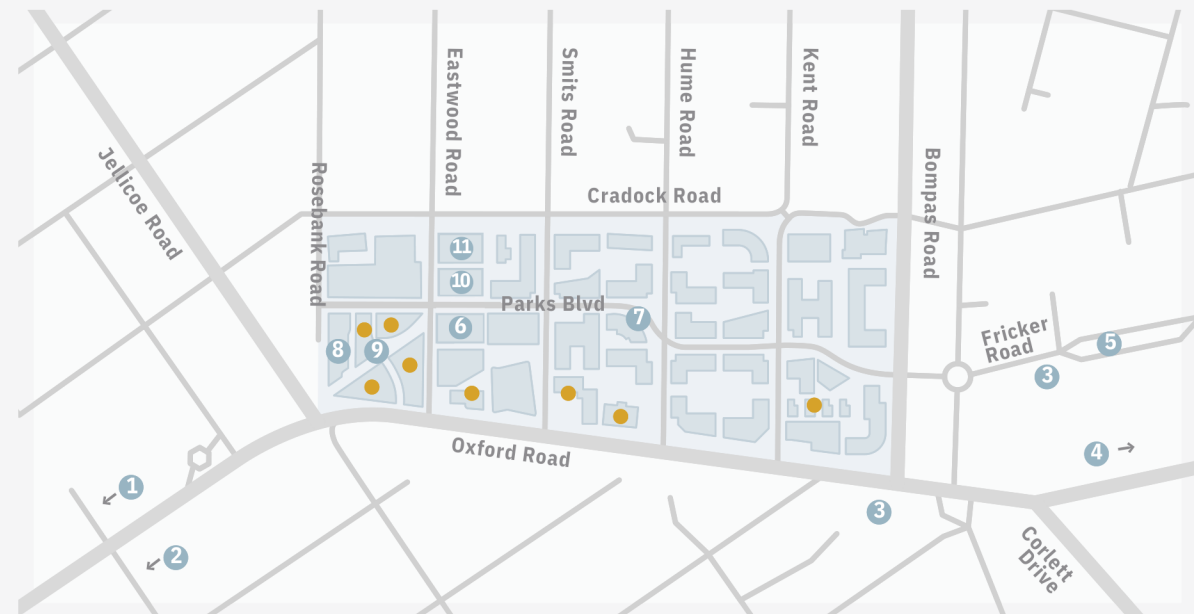 Eastwood Road
Smits Road
Hume Road
Kent Road
Jellicoe Road
Rosebank Road
Cradock Road
Bompas Road
11
10
Parks Blvd
6
7
8
9
Fricker
Road
5
3
Oxford Road
4 →
1
↙
3
2
↙
Corlett
Drive